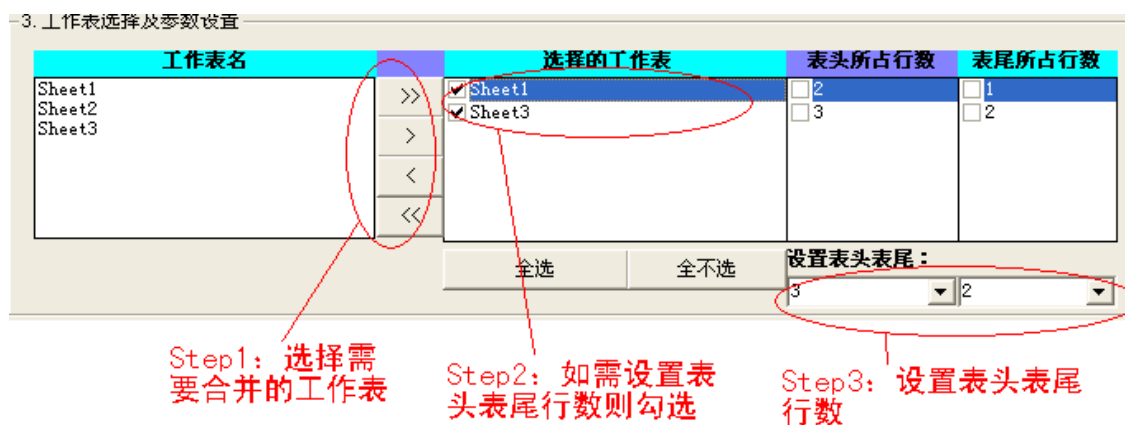 3. 工作表选择及参数设置
工作表名 选择的工作表 表头所占行数 表尾所占行数
Sheet1 >> Sheet1 2 1
Sheet2 Sheet3 3 2
Sheet3 >
<
<<
全选 全不选 设置表头表尾：
3 2
Step1：选择需
要合并的工作表
Step2：如需设置表
头表尾行数则勾选
Step3：设置表头表尾
行数